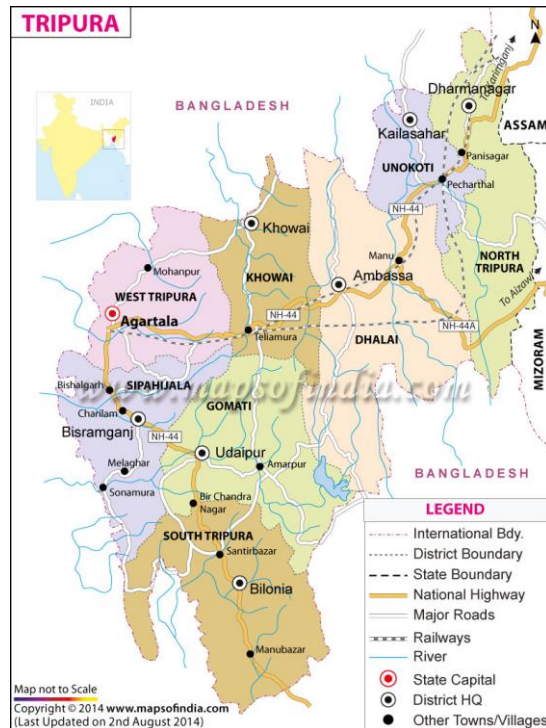 TRIPURA
N
INDIA
BANGLADESH
To Karimganj
Dharmanagar
ASSAM
Kailasahar
Panisagar
UNOKOTI
Pecharthal
NH-44
Khowai
Manu
NORTH
TRIPURA
Mohanpur
KHOWAI
Ambassa
To Aizawl
WEST TRIPURA
Agartala
NH-44
NH-44A
Teliamura
DHALAI
MIZORAM
Bishalgarh
SIPAHIJALA
www.mapsofindia.com
GOMATI
Charilam
Bisramganj
NH-44
Udaipur
Melaghar
Amarpur
BANGLADESH
Sonamura
Bir Chandra
Nagar
SOUTH TRIPURA
Santirbazar
Bilonia
Manubazar
LEGEND
International Bdy.
District Boundary
State Boundary
National Highway
Major Roads
Railways
River
State Capital
District HQ
Other Towns/Villages
Map not to Scale
Copyright © 2014 www.mapsofindia.com
(Last Updated on 2nd August 2014)